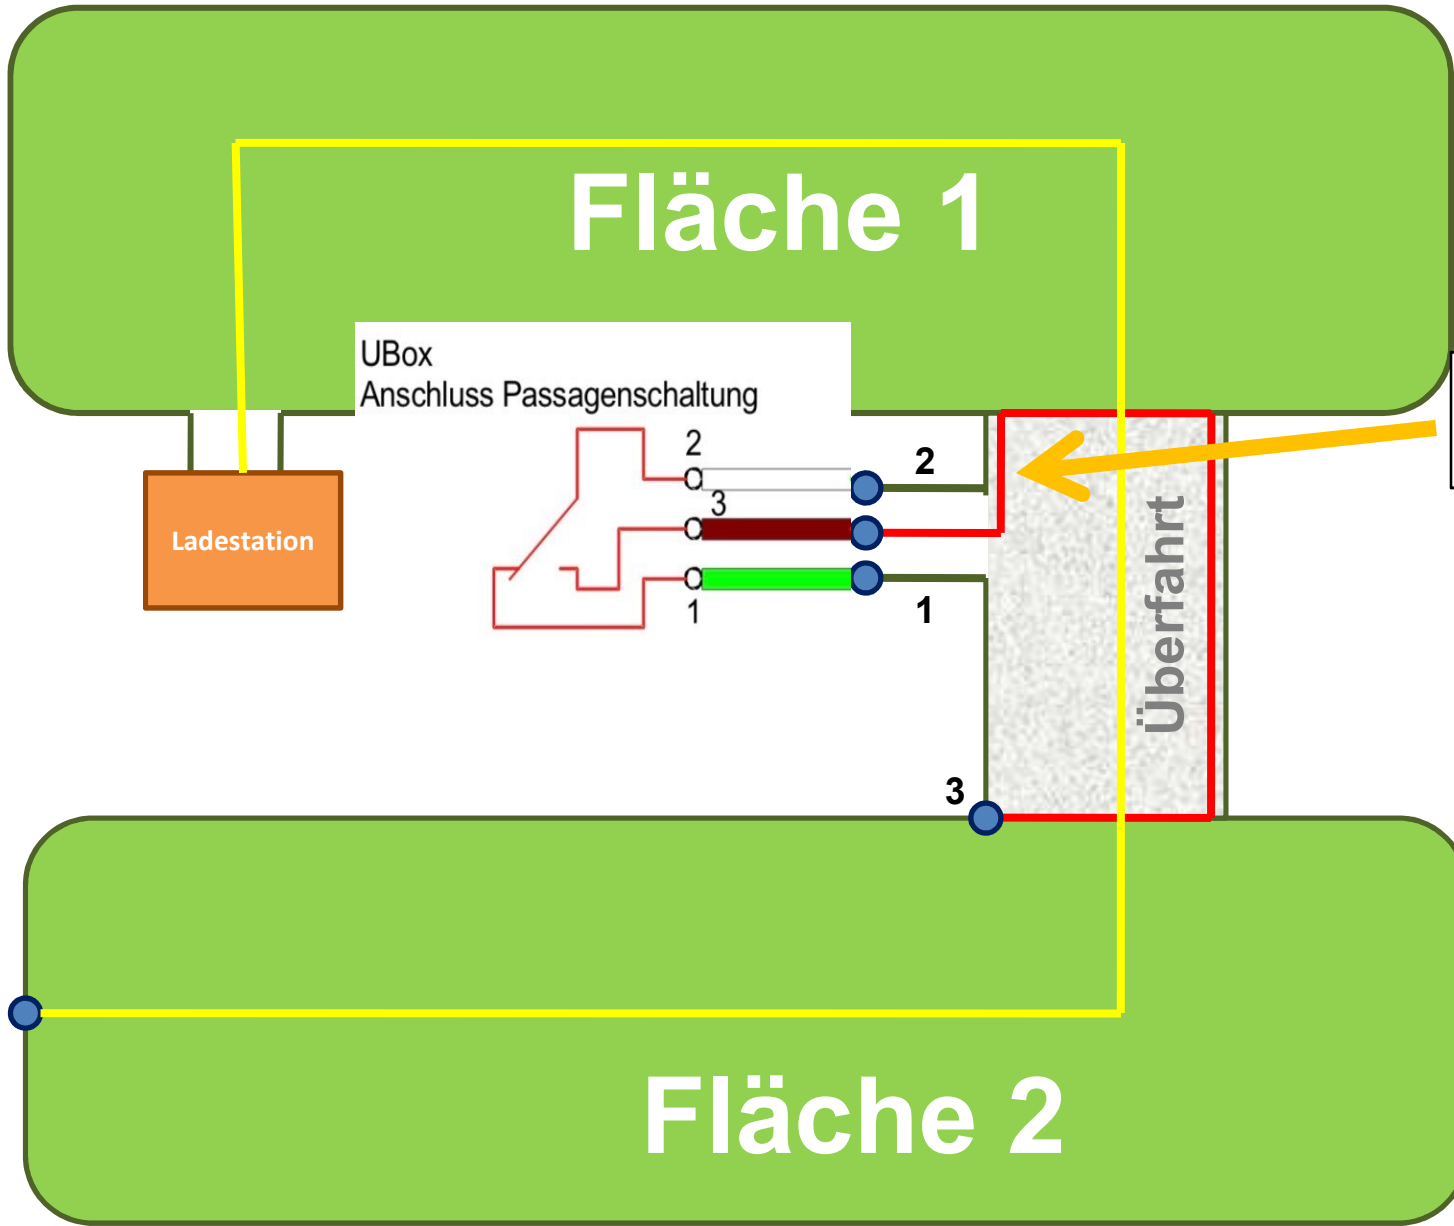 Fläche 1
UBox
Anschluss Passagenschaltung
2
2
3
Ladestation
1
1
Überfahrt
3
Fläche 2